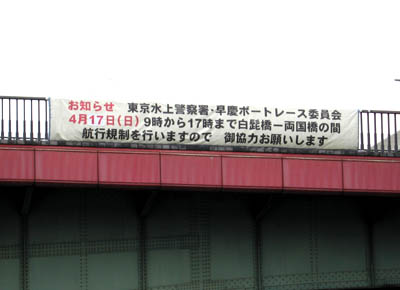 お知らせ 東京水上警察署・早慶ボートレース委員会
4月17日(日) 9時から17時まで白髭橋ー両国橋の間
航行規制を行いますので 御協力お願いします